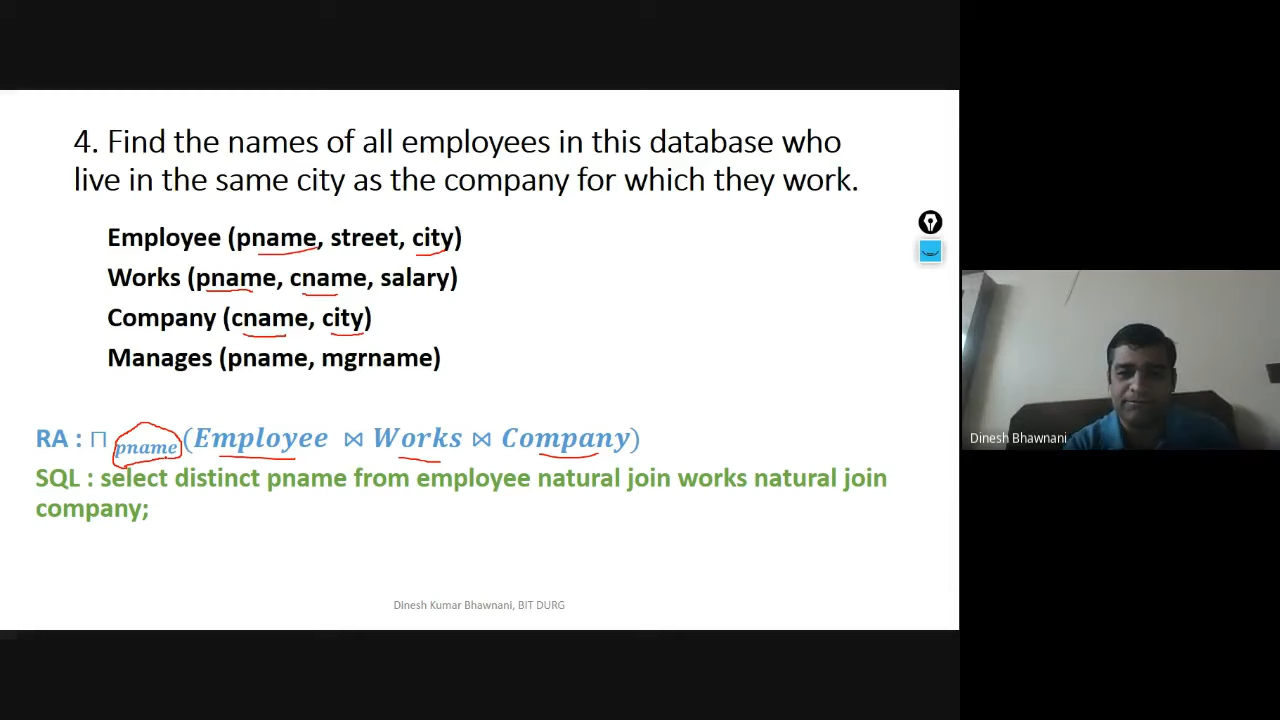 4. Find the names of all employees in this database who
live in the same city as the company for which they work.
Employee (pname, street, city)
Works (pname, cname, salary)
Company (cname, city)
Manages (pname, mgrname)
RA : ⊓ pname(Employee ⋈ Works ⋈ Company)
SQL : select distinct pname from employee natural join works natural join
company;
Dinesh Kumar Bhawnani, BIT DURG
Dinesh Bhawnani